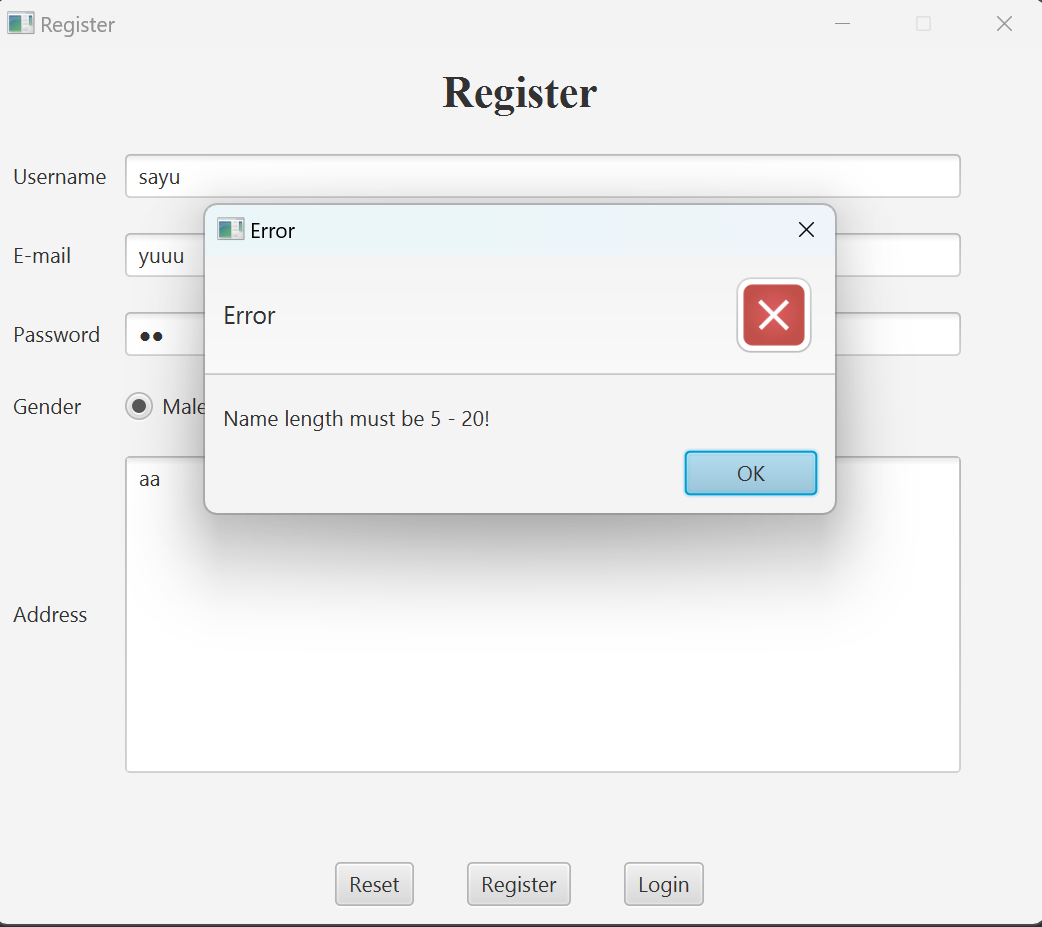 Register
Register
Username sayu
Error
E-mail yuuu
Error
Password
Gender Male
Name length must be 5 - 20!
OK
aa
Address
Reset Register Login